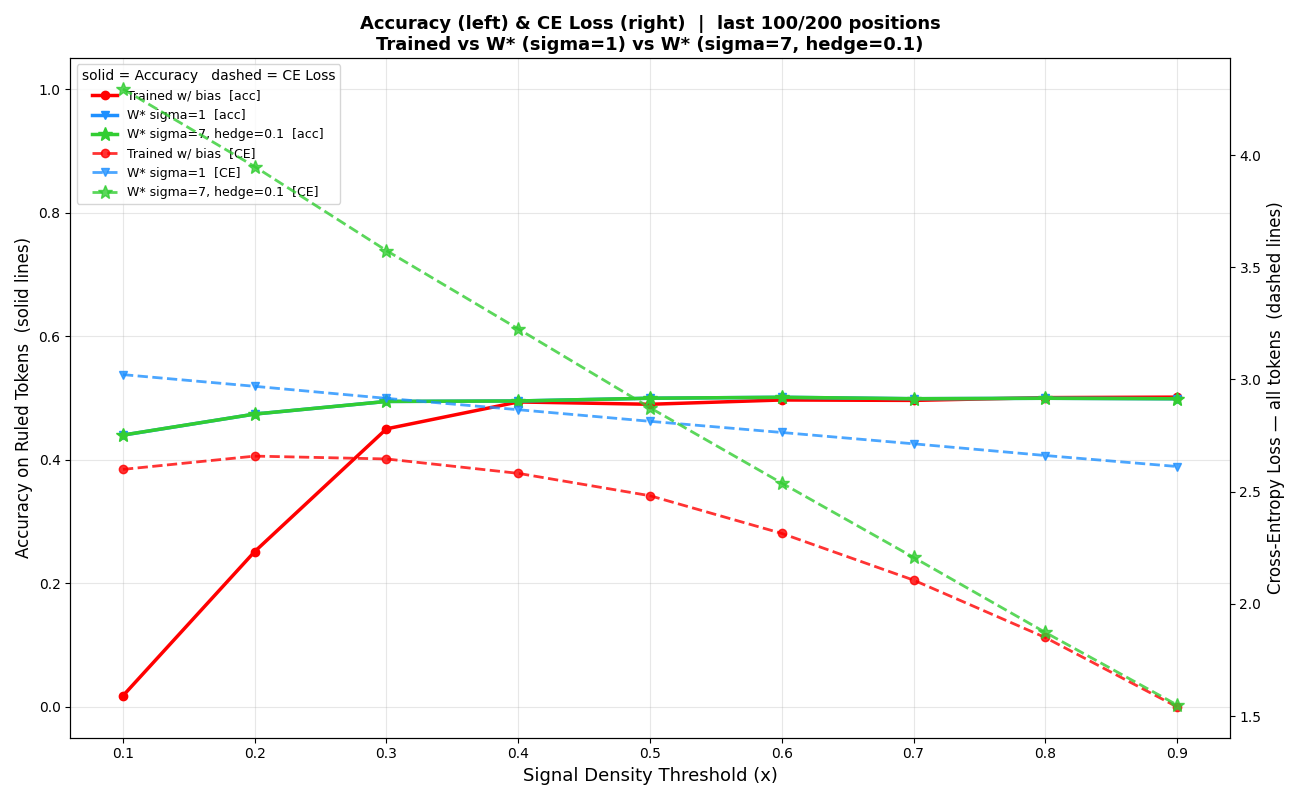 Accuracy (left) & CE Loss (right)  |  last 100/200 positions
Trained vs W* (sigma=1) vs W* (sigma=7, hedge=0.1)
solid = Accuracy   dashed = CE Loss
Trained w/ bias  [acc]
W* sigma=1  [acc]
W* sigma=7, hedge=0.1  [acc]
Trained w/ bias  [CE]
W* sigma=1  [CE]
W* sigma=7, hedge=0.1  [CE]
Accuracy on Ruled Tokens  (solid lines)
1.0
0.8
0.6
0.4
0.2
0.0
4.0
3.5
3.0
2.5
2.0
1.5
Cross-Entropy Loss — all tokens  (dashed lines)
0.1 0.2 0.3 0.4 0.5 0.6 0.7 0.8 0.9
Signal Density Threshold (x)